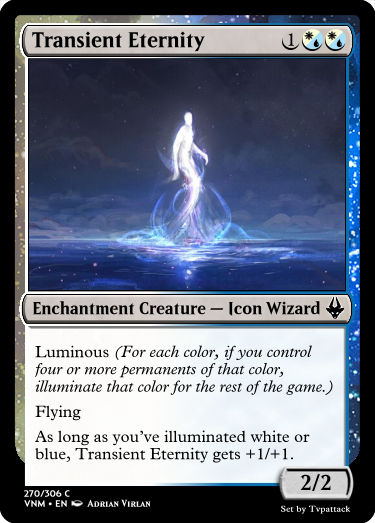 Transient Eternity 1
Enchantment Creature — Icon Wizard
Luminous (For each color, if you control
four or more permanents of that color,
illuminate that color for the rest of the game.)
Flying
As long as you've illuminated white or
blue, Transient Eternity gets +1/+1.
2/2
270/306 C
VNM • EN Adrian Virlan
Set by Tvpattack